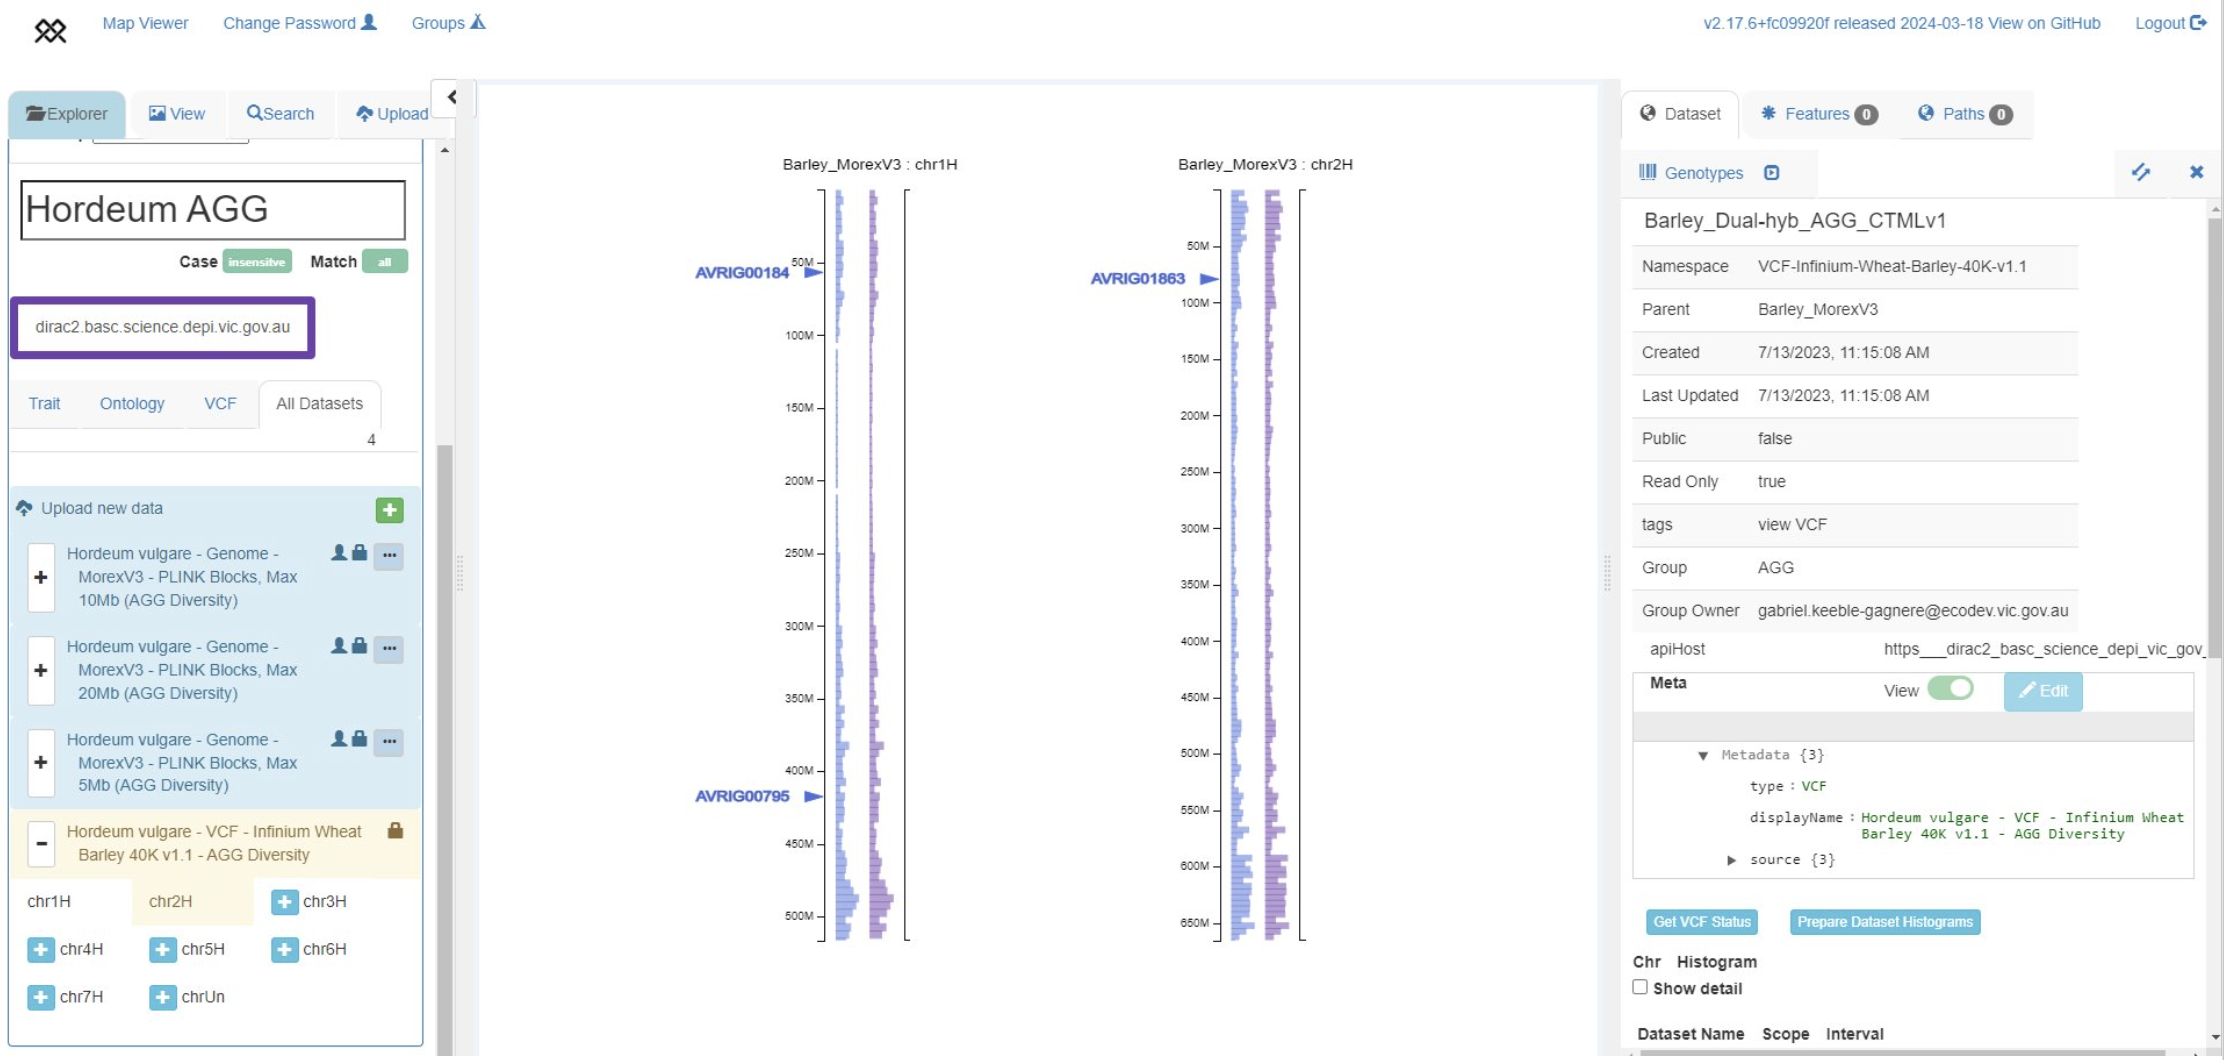 Map Viewer
Change Password
Groups
v2.17.6+fc09920f released 2024-03-18 View on GitHub
Logout
Explorer
View
Search
Upload
Hordeum AGG
Case insensitve Match all
dirac2.basc.science.depi.vic.gov.au
Trait
Ontology
VCF
All Datasets
4
Upload new data
Hordeum vulgare - Genome -
MorexV3 - PLINK Blocks, Max
10Mb (AGG Diversity)
Hordeum vulgare - Genome -
MorexV3 - PLINK Blocks, Max
20Mb (AGG Diversity)
Hordeum vulgare - Genome -
MorexV3 - PLINK Blocks, Max
5Mb (AGG Diversity)
Hordeum vulgare - VCF - Infinium Wheat
Barley 40K v1.1 - AGG Diversity
chr1H chr2H chr3H
chr4H chr5H chr6H
chr7H chrUn
Barley_MorexV3 : chr1H
50M
AVRIG00184
100M
150M
200M
250M
300M
350M
400M
AVRIG00795
450M
500M
Barley_MorexV3 : chr2H
50M
AVRIG01863
100M
150M
200M
250M
300M
350M
400M
450M
500M
550M
600M
650M
Dataset
Features 0
Paths 0
Genotypes
Barley_Dual-hyb_AGG_CTMLv1
Namespace VCF-Infinium-Wheat-Barley-40K-v1.1
Parent Barley_MorexV3
Created 7/13/2023, 11:15:08 AM
Last Updated 7/13/2023, 11:15:08 AM
Public false
Read Only true
tags view VCF
Group AGG
Group Owner gabriel.keeble-gagnere@ecodev.vic.gov.au
apiHost https___dirac2_basc_science_depi_vic_gov_
Meta View Edit
Metadata {3}
type : VCF
displayName : Hordeum vulgare - VCF - Infinium Wheat
Barley 40K v1.1 - AGG Diversity
source {3}
Get VCF Status
Prepare Dataset Histograms
Chr Histogram
Show detail
Dataset Name Scope Interval